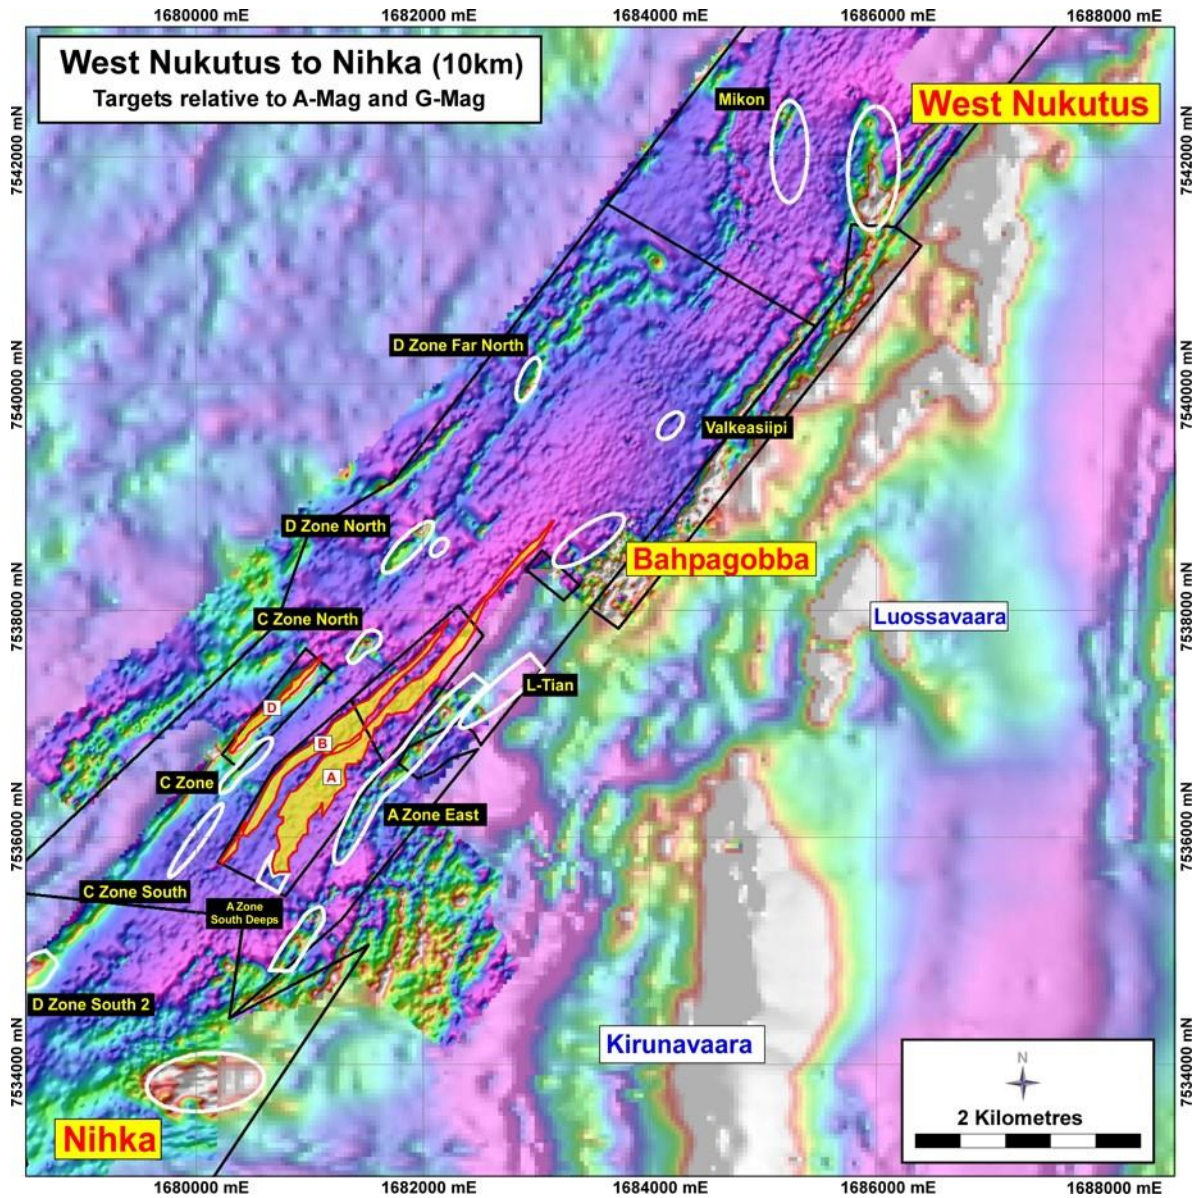 1680000 mE
1682000 mE
1684000 mE
1686000 mE
1688000 mE
West Nukutus to Nihka (10km)
Targets relative to A-Mag and G-Mag
Mikon
West Nukutus
7542000 mN
7542000 mN
D Zone Far North
7540000 mN
7540000 mN
Valkeasiipi
D Zone North
Bahpagobba
7538000 mN
7538000 mN
C Zone North
Luossavaara
L-Tian
D
B
A
C Zone
A Zone East
7536000 mN
7536000 mN
C Zone South
A Zone
South Deeps
D Zone South 2
Kirunavaara
7534000 mN
7534000 mN
N
2 Kilometres
Nihka
1680000 mE
1682000 mE
1684000 mE
1686000 mE
1688000 mE